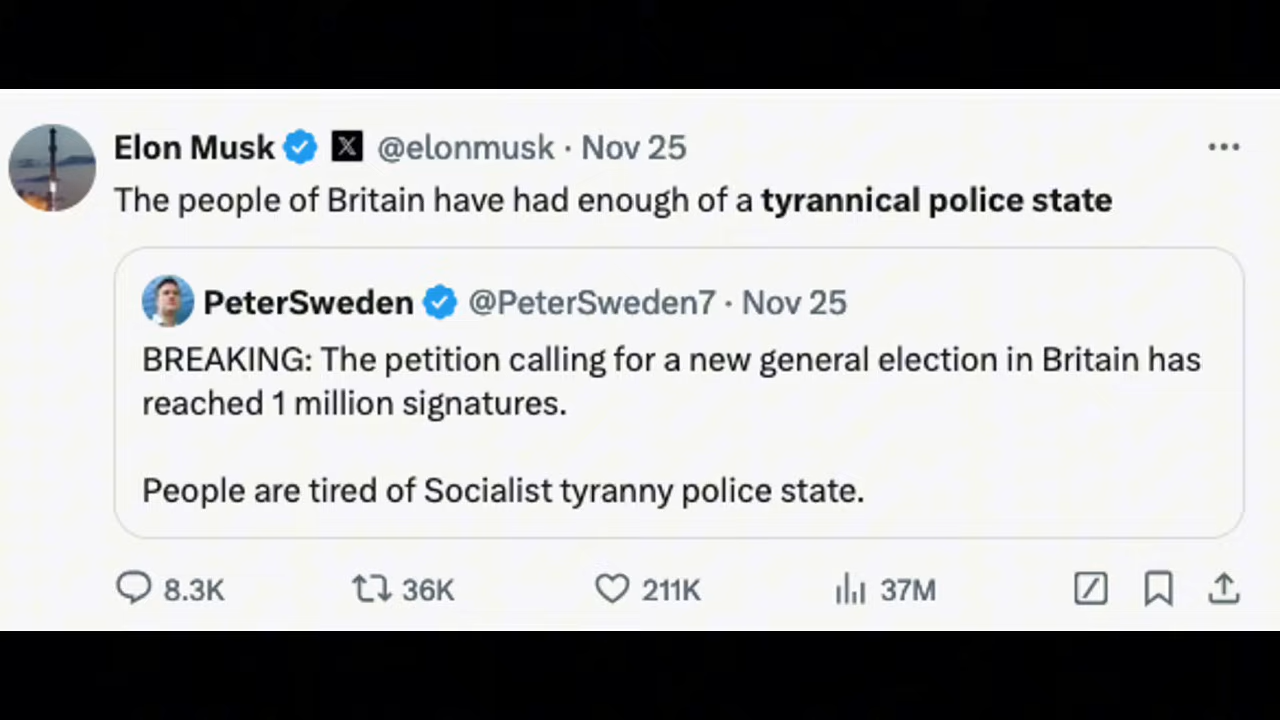 Elon Musk @elonmusk · Nov 25
The people of Britain have had enough of a tyrannical police state
PeterSweden @PeterSweden7 · Nov 25
BREAKING: The petition calling for a new general election in Britain has
reached 1 million signatures.
People are tired of Socialist tyranny police state.
8.3K 36K 211K 37M